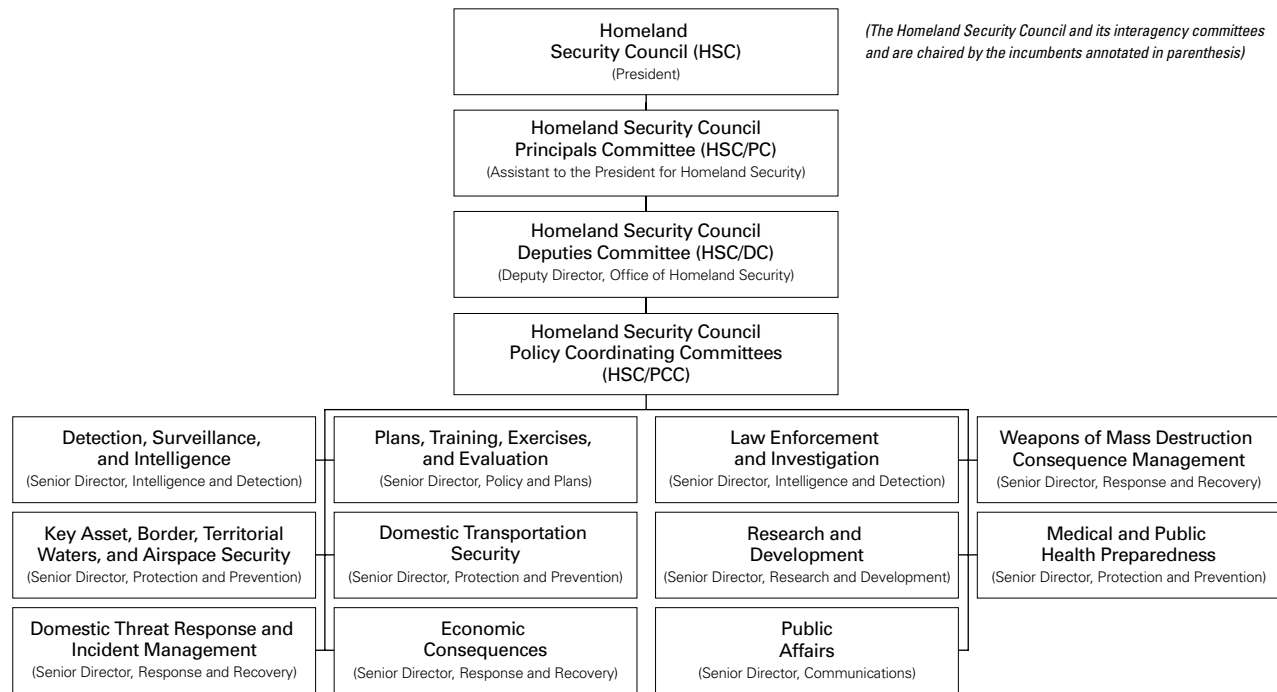 Homeland
Security Council (HSC)
(President)
(The Homeland Security Council and its interagency committees
and are chaired by the incumbents annotated in parenthesis)
Homeland Security Council
Principals Committee (HSC/PC)
(Assistant to the President for Homeland Security)
Homeland Security Council
Deputies Committee (HSC/DC)
(Deputy Director, Office of Homeland Security)
Homeland Security Council
Policy Coordinating Committees
(HSC/PCC)
Detection, Surveillance,
and Intelligence
(Senior Director, Intelligence and Detection)
Plans, Training, Exercises,
and Evaluation
(Senior Director, Policy and Plans)
Law Enforcement
and Investigation
(Senior Director, Intelligence and Detection)
Weapons of Mass Destruction
Consequence Management
(Senior Director, Response and Recovery)
Key Asset, Border, Territorial
Waters, and Airspace Security
(Senior Director, Protection and Prevention)
Domestic Transportation
Security
(Senior Director, Protection and Prevention)
Research and
Development
(Senior Director, Research and Development)
Medical and Public
Health Preparedness
(Senior Director, Protection and Prevention)
Domestic Threat Response and
Incident Management
(Senior Director, Response and Recovery)
Economic
Consequences
(Senior Director, Response and Recovery)
Public
Affairs
(Senior Director, Communications)